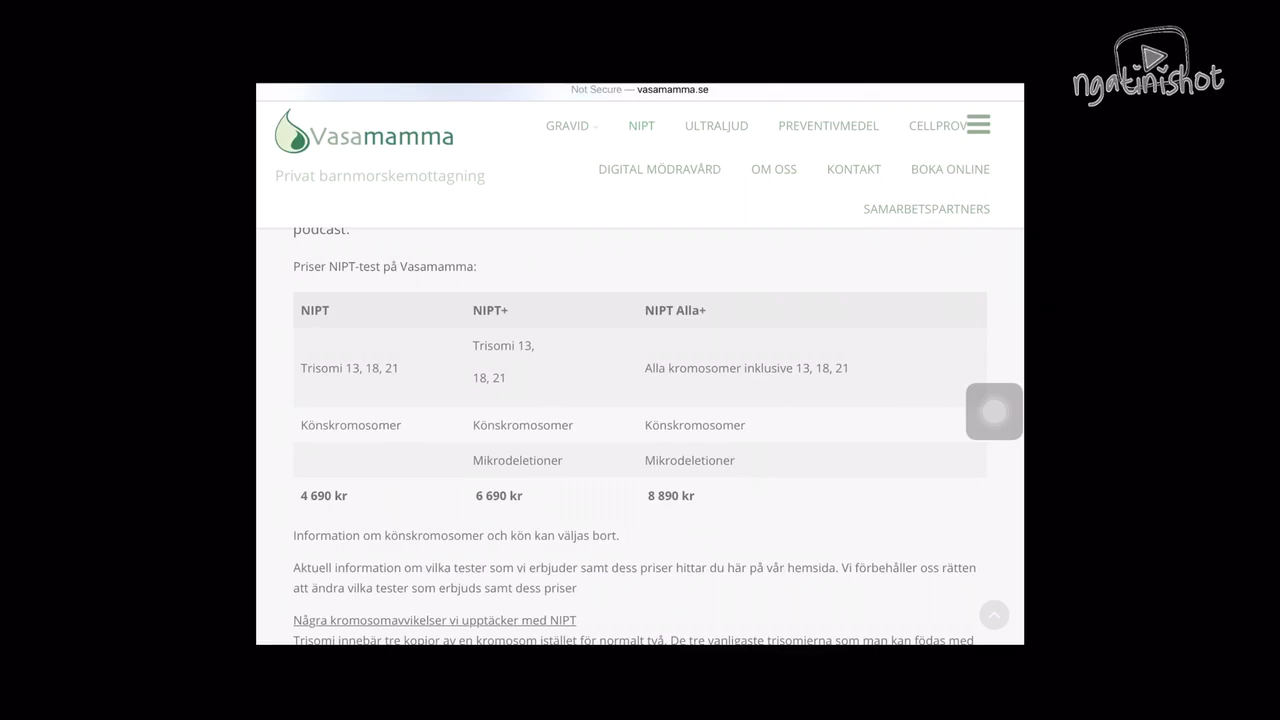 ngatinishot
Not Secure — vasamamma.se
Vasamamma
Privat barnmorskemottagning
GRAVID NIPT ULTRALJUD PREVENTIVMEDEL CELLPROV
DIGITAL MÖDRAVÅRD OM OSS KONTAKT BOKA ONLINE
SAMARBETSPARTNERS
podcast.
Priser NIPT-test på Vasamamma:
NIPT NIPT+ NIPT Alla+
Trisomi 13, 18, 21 Trisomi 13, Alla kromosomer inklusive 13, 18, 21
18, 21
Könskromosomer Könskromosomer Könskromosomer
Mikrodeletioner Mikrodeletioner
4 690 kr 6 690 kr 8 890 kr
Information om könskromosomer och kön kan väljas bort.
Aktuell information om vilka tester som vi erbjuder samt dess priser hittar du här på vår hemsida. Vi förbehåller oss rätten
att ändra vilka tester som erbjuds samt dess priser
Några kromosomavvikelser vi upptäcker med NIPT
Trisomi innebär tre kopior av en kromosom istället för normalt två. De tre vanligaste trisomierna som man kan födas med